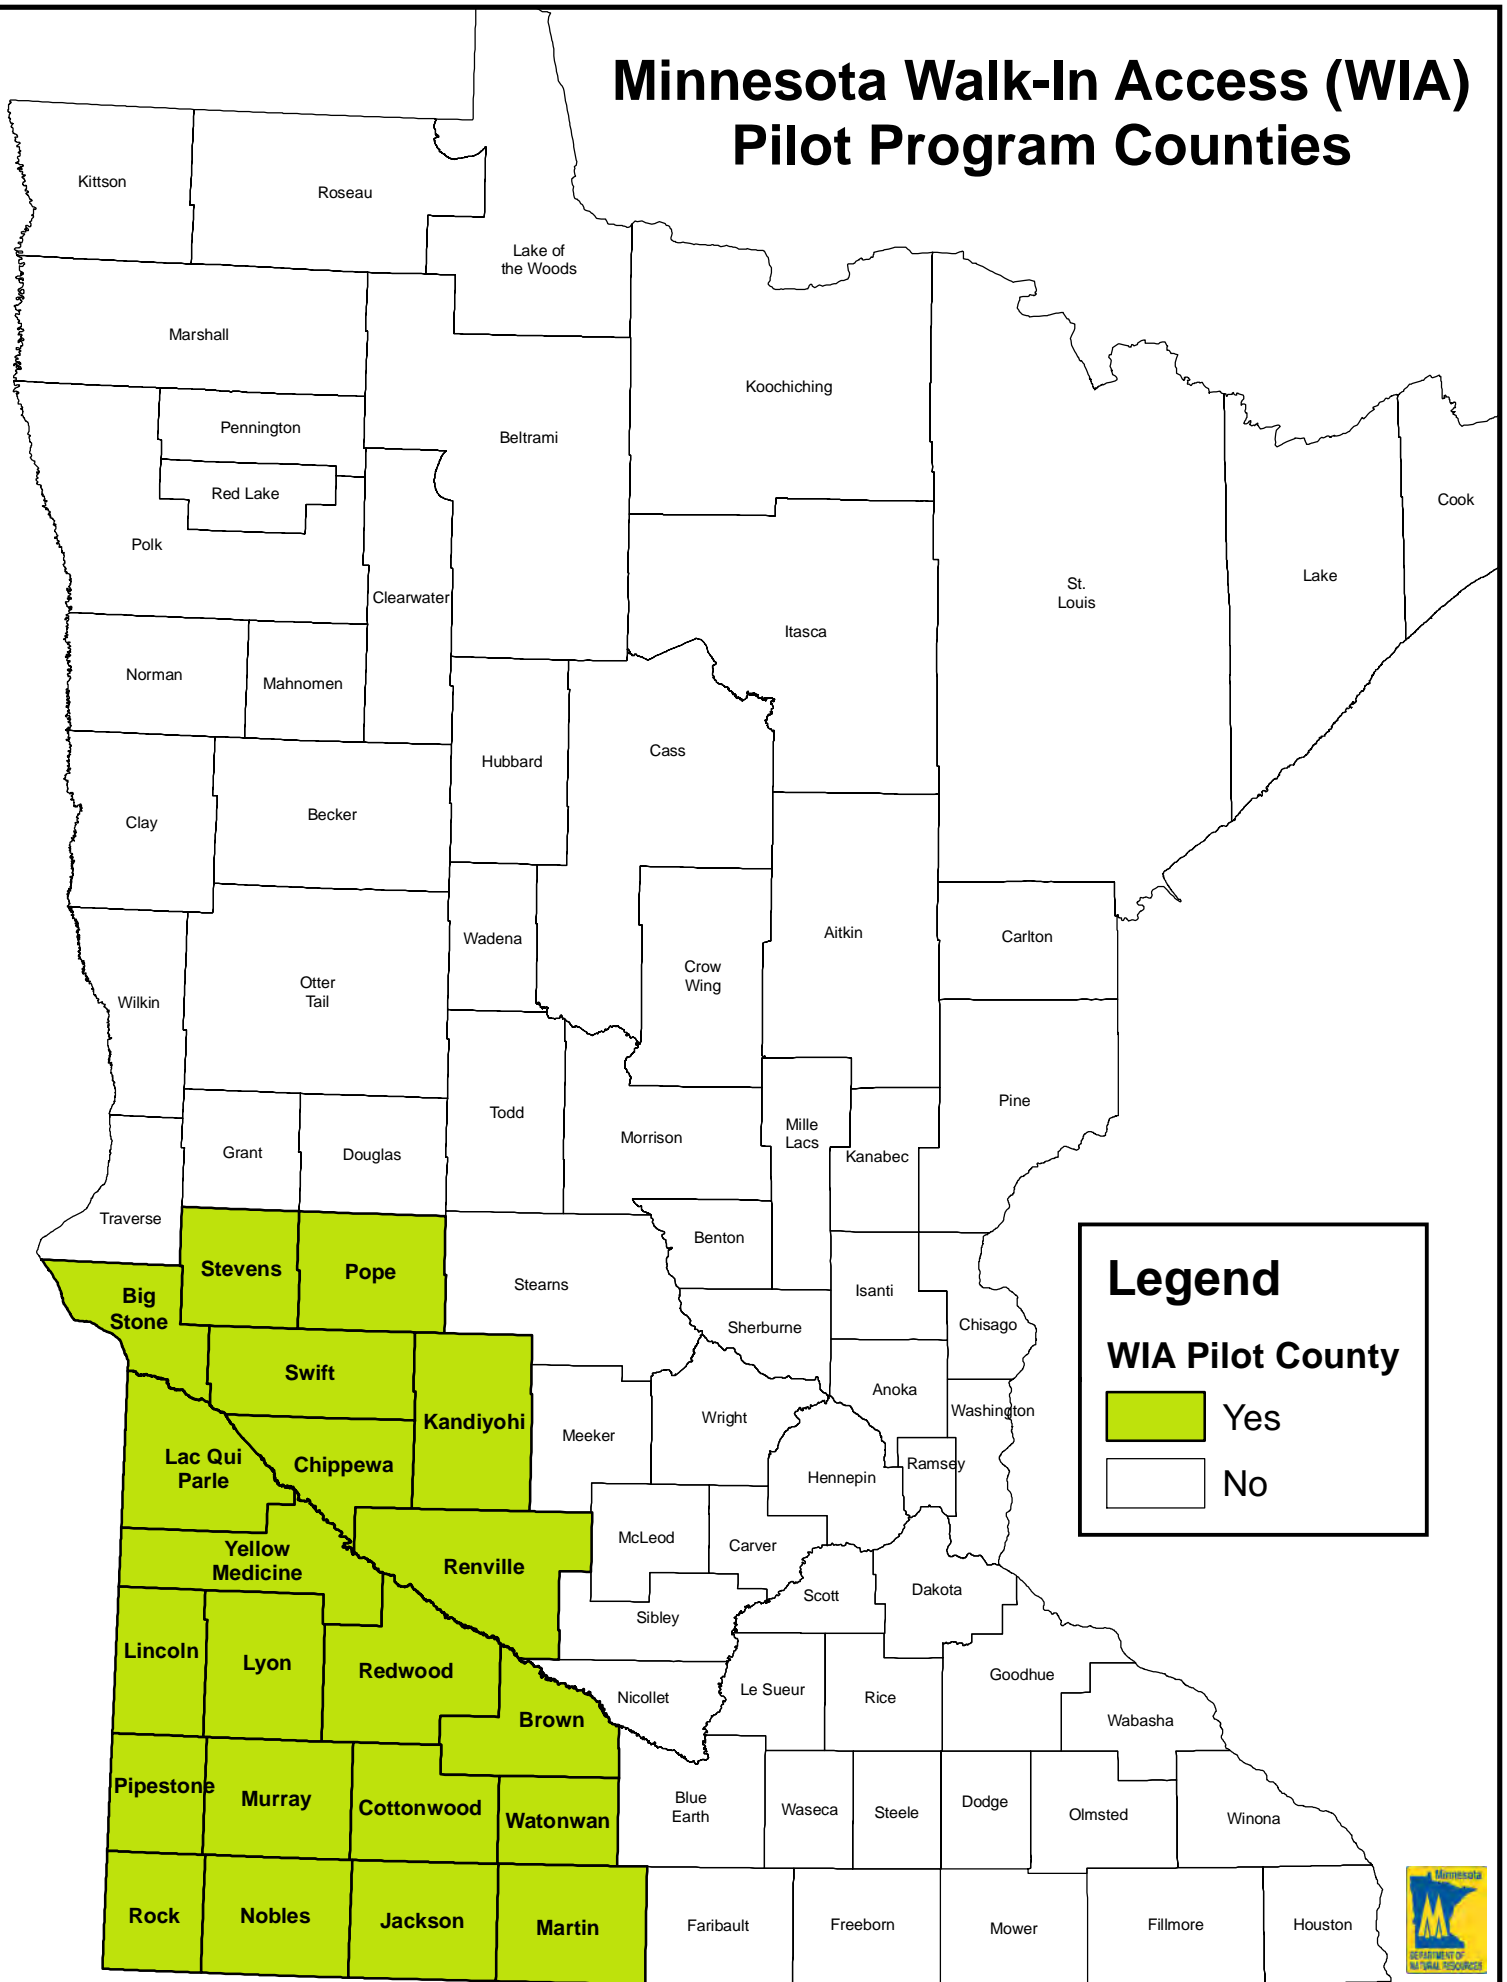 Minnesota Walk-In Access (WIA)
Pilot Program Counties
Kittson
Roseau
Lake of
the Woods
Marshall
Koochiching
Pennington
Beltrami
Red Lake
Cook
Polk
Clearwater
St.
Louis
Lake
Itasca
Norman
Mahnomen
Hubbard
Cass
Clay
Becker
Wadena
Aitkin
Carlton
Crow
Wing
Otter
Tail
Wilkin
Pine
Todd
Morrison
Mille
Lacs
Kanabec
Grant
Douglas
Traverse
Benton
Stevens
Pope
Stearns
Isanti
Big
Stone
Sherburne
Chisago
Swift
Anoka
Washington
Kandiyohi
Wright
Meeker
Lac Qui
Parle
Chippewa
Hennepin
Ramsey
McLeod
Carver
Yellow
Medicine
Renville
Scott
Dakota
Sibley
Lincoln
Lyon
Redwood
Goodhue
Nicollet
Le Sueur
Rice
Brown
Wabasha
Pipestone
Murray
Cottonwood
Watonwan
Blue
Earth
Waseca
Steele
Dodge
Olmsted
Winona
Rock
Nobles
Jackson
Martin
Faribault
Freeborn
Mower
Fillmore
Houston
Legend
WIA Pilot County
Yes
No
Minnesota
DEPARTMENT OF
NATURAL RESOURCES